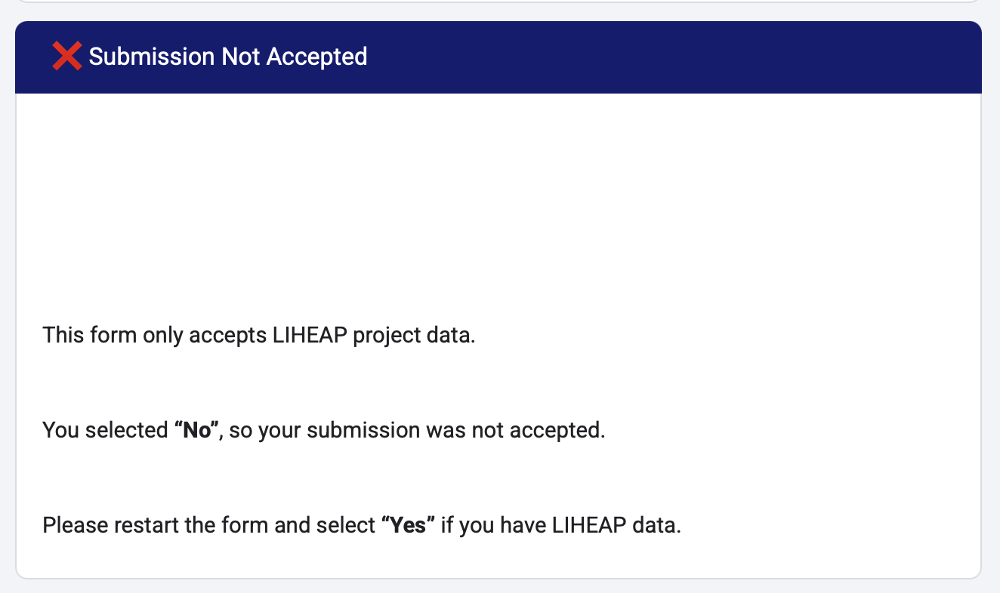 ❌ Submission Not Accepted
This form only accepts LIHEAP project data.
You selected “No”, so your submission was not accepted.
Please restart the form and select “Yes” if you have LIHEAP data.